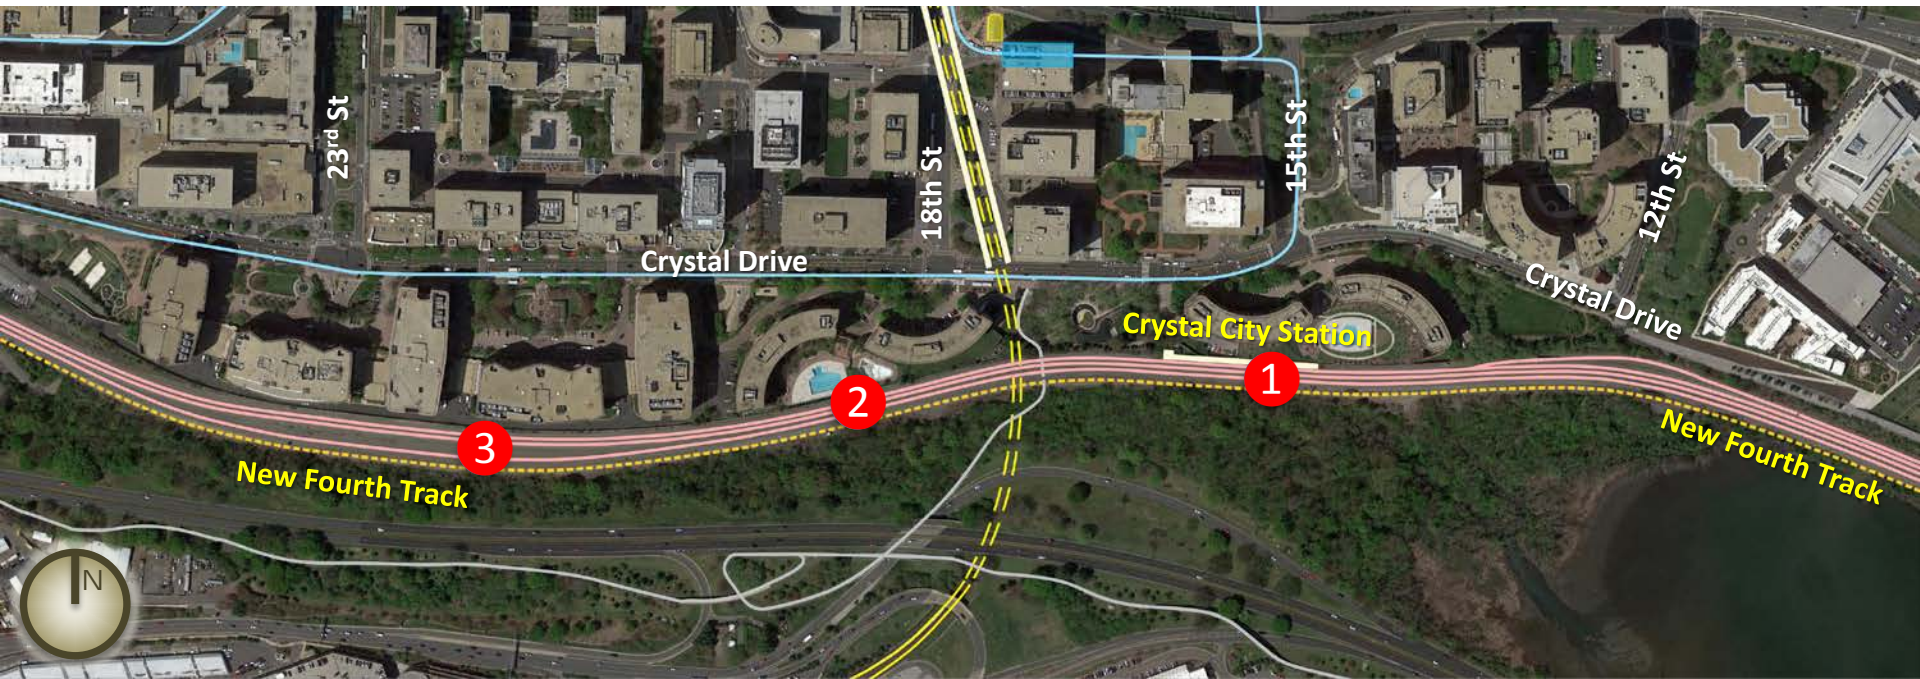 23rd St
18th St
15th St
12th St
Crystal Drive
Crystal Drive
Crystal City Station
1
2
3
New Fourth Track
New Fourth Track
N